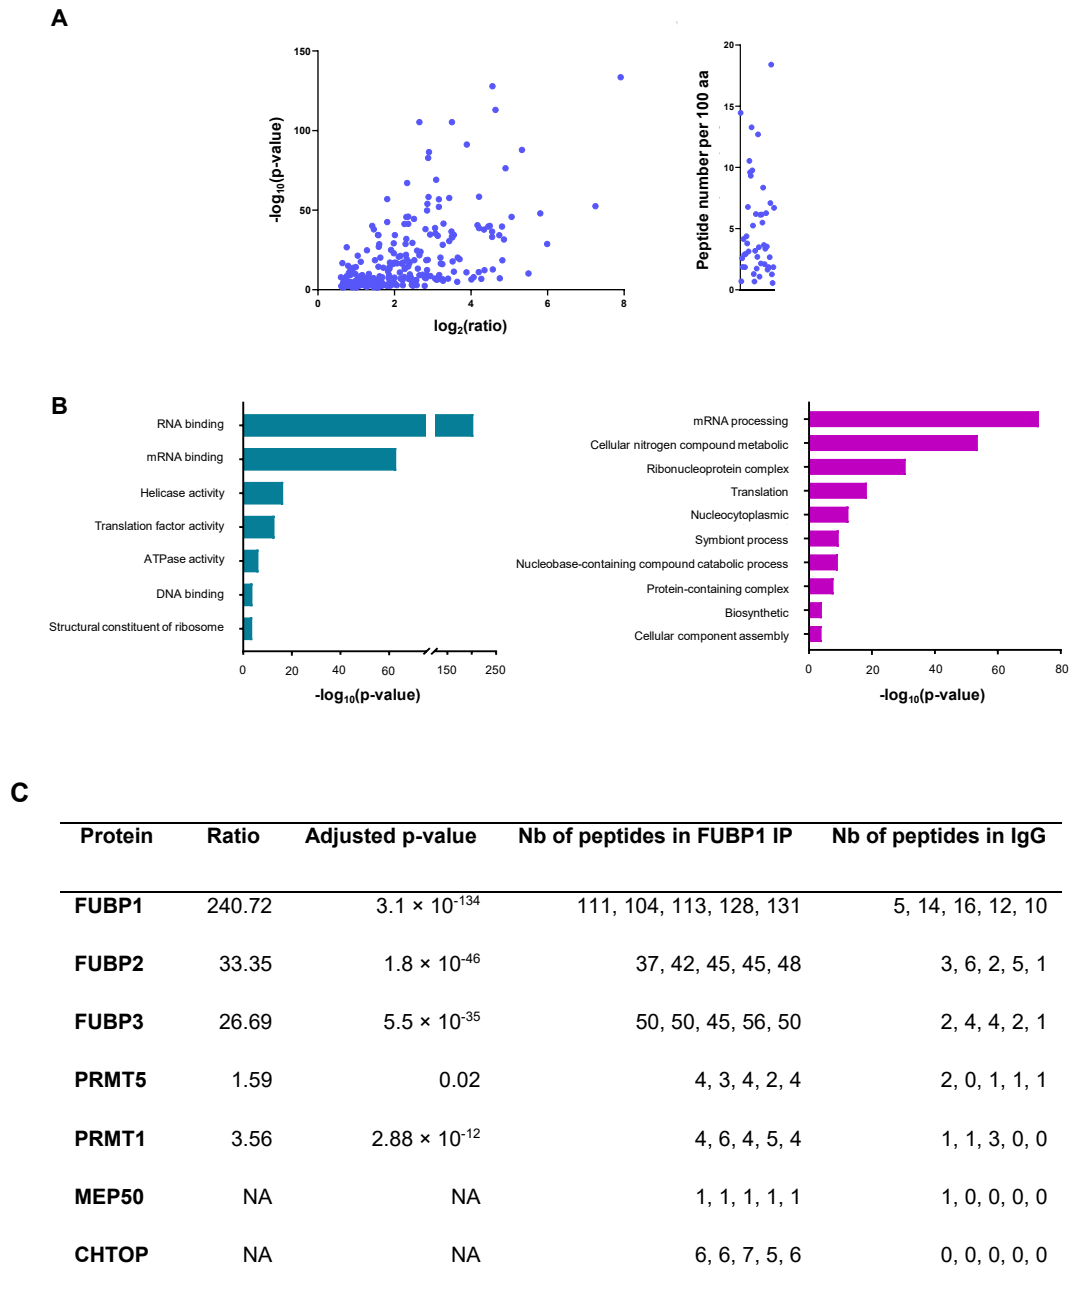 A
150
100
50
0
-log10(p-value)
0 2 4 6 8
log2(ratio)
20
15
10
5
0
Peptide number per 100 aa
B
RNA binding
mRNA binding
Helicase activity
Translation factor activity
ATPase activity
DNA binding
Structural constituent of ribosome
0 20 40 60 150 250
-log10(p-value)
mRNA processing
Cellular nitrogen compound metabolic
Ribonucleoprotein complex
Translation
Nucleocytoplasmic
Symbiont process
Nucleobase-containing compound catabolic process
Protein-containing complex
Biosynthetic
Cellular component assembly
0 20 40 60 80
-log10(p-value)
C
Protein Ratio Adjusted p-value Nb of peptides in FUBP1 IP Nb of peptides in IgG
FUBP1 240.72 3.1 × 10-134 111, 104, 113, 128, 131 5, 14, 16, 12, 10
FUBP2 33.35 1.8 × 10-46 37, 42, 45, 45, 48 3, 6, 2, 5, 1
FUBP3 26.69 5.5 × 10-35 50, 50, 45, 56, 50 2, 4, 4, 2, 1
PRMT5 1.59 0.02 4, 3, 4, 2, 4 2, 0, 1, 1, 1
PRMT1 3.56 2.88 × 10-12 4, 6, 4, 5, 4 1, 1, 3, 0, 0
MEP50 NA NA 1, 1, 1, 1, 1 1, 0, 0, 0, 0
CHTOP NA NA 6, 6, 7, 5, 6 0, 0, 0, 0, 0